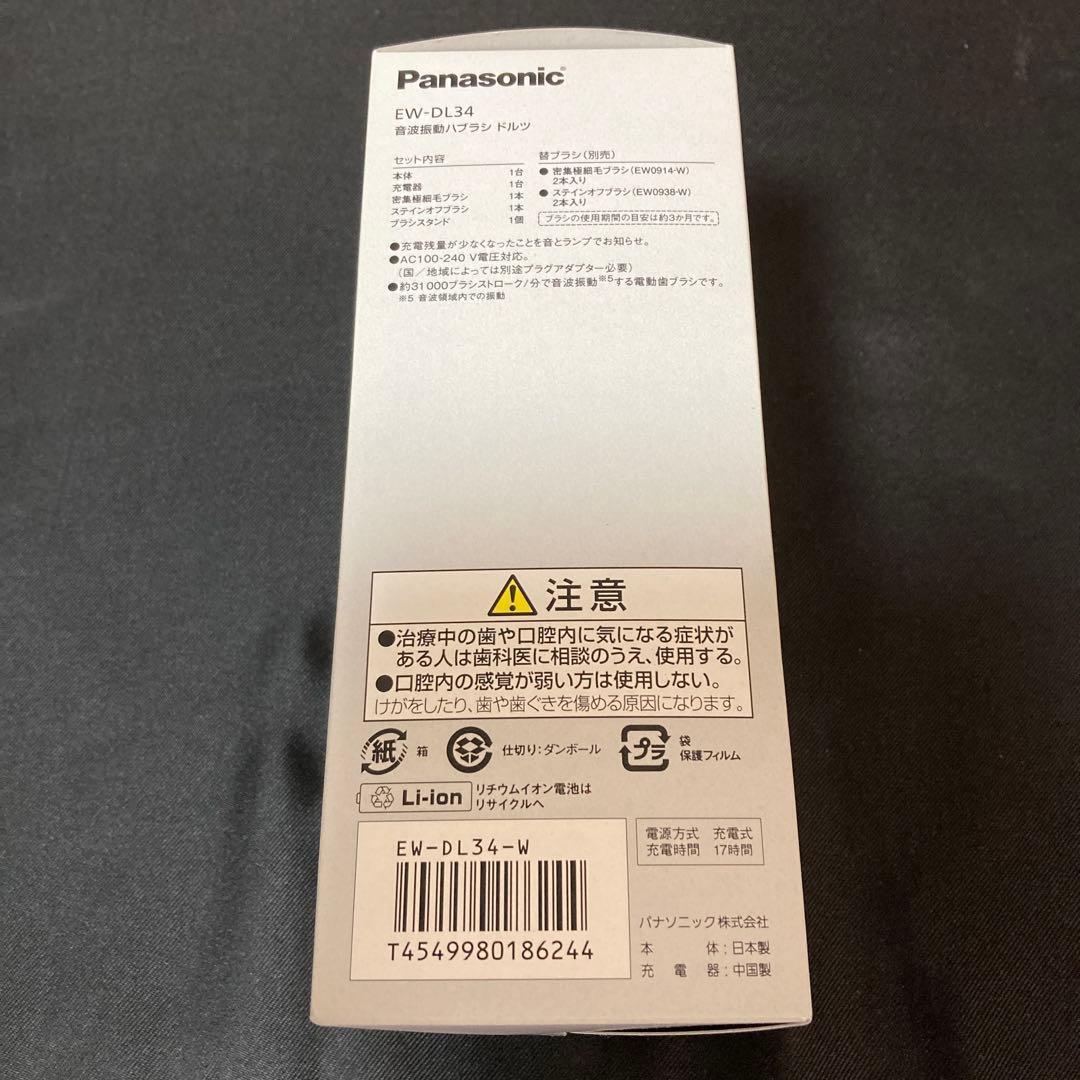 Panasonic®
EW-DL34
音波振動ハブラシ ドルツ
セット内容
本体 1台
充電器 1台
密集極細毛ブラシ 1本
ステインオフブラシ 1本
ブラシスタンド 1個
替ブラシ(別売)
● 密集極細毛ブラシ(EW0914-W)
2本入り
● ステインオフブラシ(EW0938-W)
2本入り
ブラシの使用期間の目安は約3か月です。
●充電残量が少なくなったことを音とランプでお知らせ。
●AC100-240 V電圧対応。
(国/地域によっては別途プラグアダプター必要)
●約31000ブラシストローク/分で音波振動※5する電動歯ブラシです。
※5 音波領域内での振動
注意
●治療中の歯や口腔内に気になる症状が
ある人は歯科医に相談のうえ、使用する。
●口腔内の感覚が弱い方は使用しない。
けがをしたり、歯や歯ぐきを傷める原因になります。
紙 箱
仕切り:ダンボール
プラ 袋
保護フィルム
Li-ion リチウムイオン電池は
リサイクルへ
EW-DL34-W
T4549980186244
電源方式 充電式
充電時間 17時間
パナソニック株式会社
本体:日本製
充電器:中国製